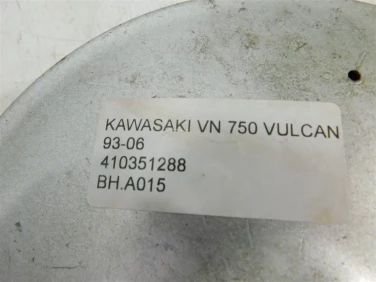 KAWASAKI VN 750 VULCAN
93-06
410351288
BH.A015